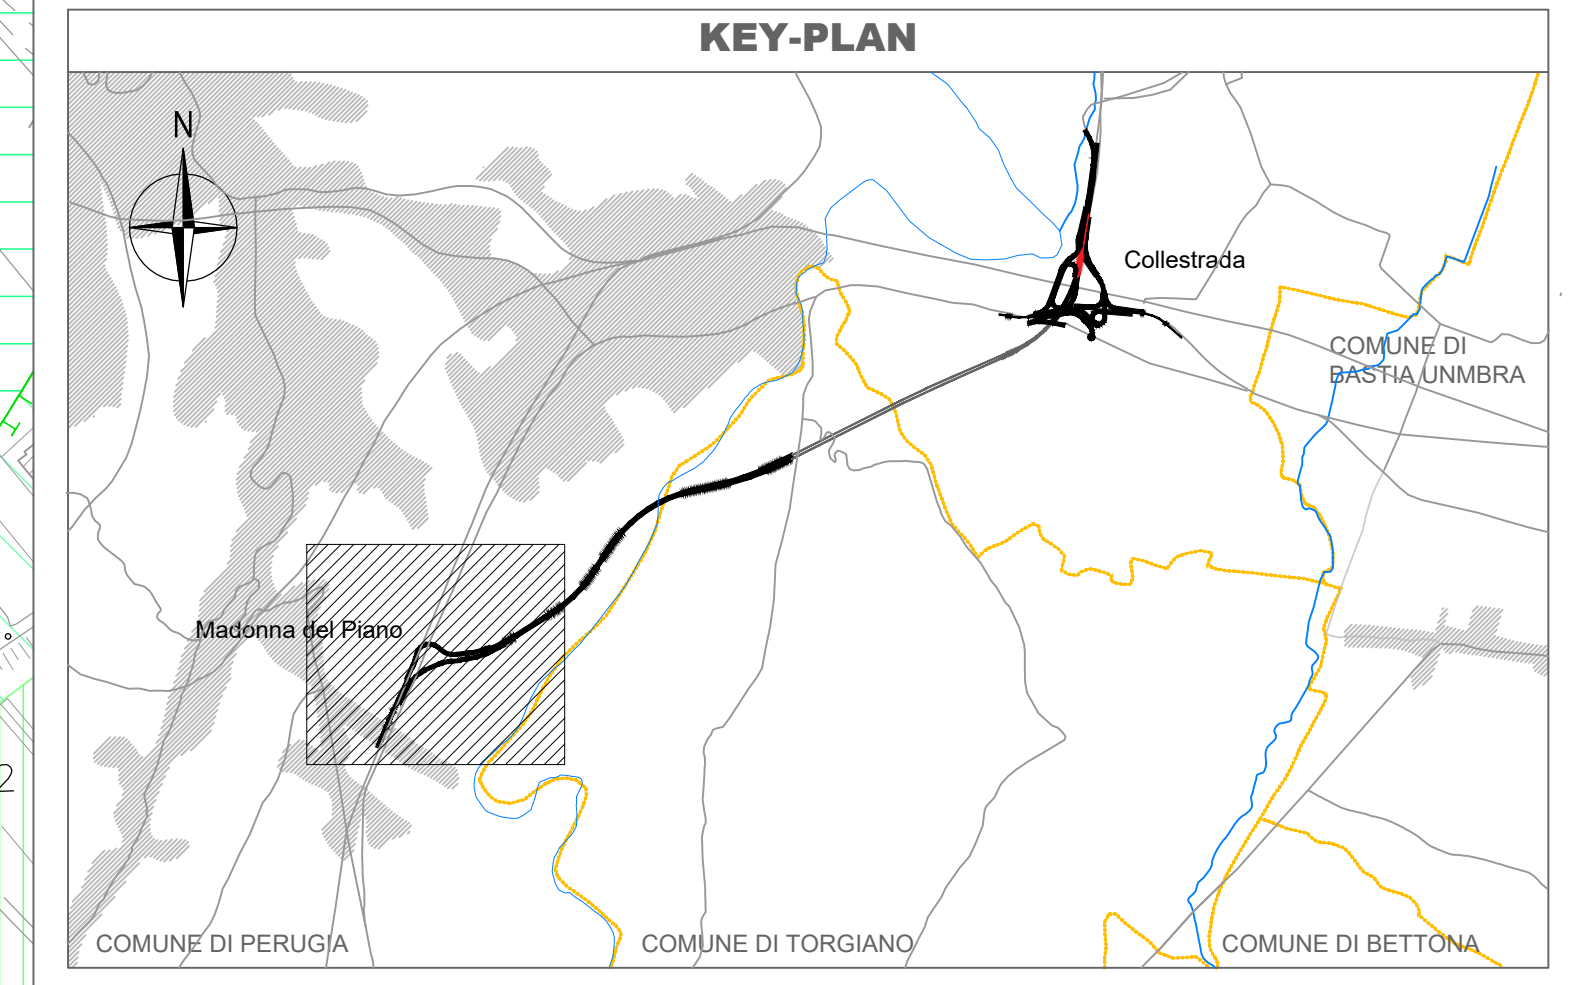 KEY-PLAN
N
Collestrada
COMUNE DI
BASTIA UNMBRA
Madonna del Piano
2
COMUNE DI PERUGIA
COMUNE DI TORGIANO
COMUNE DI BETTONA